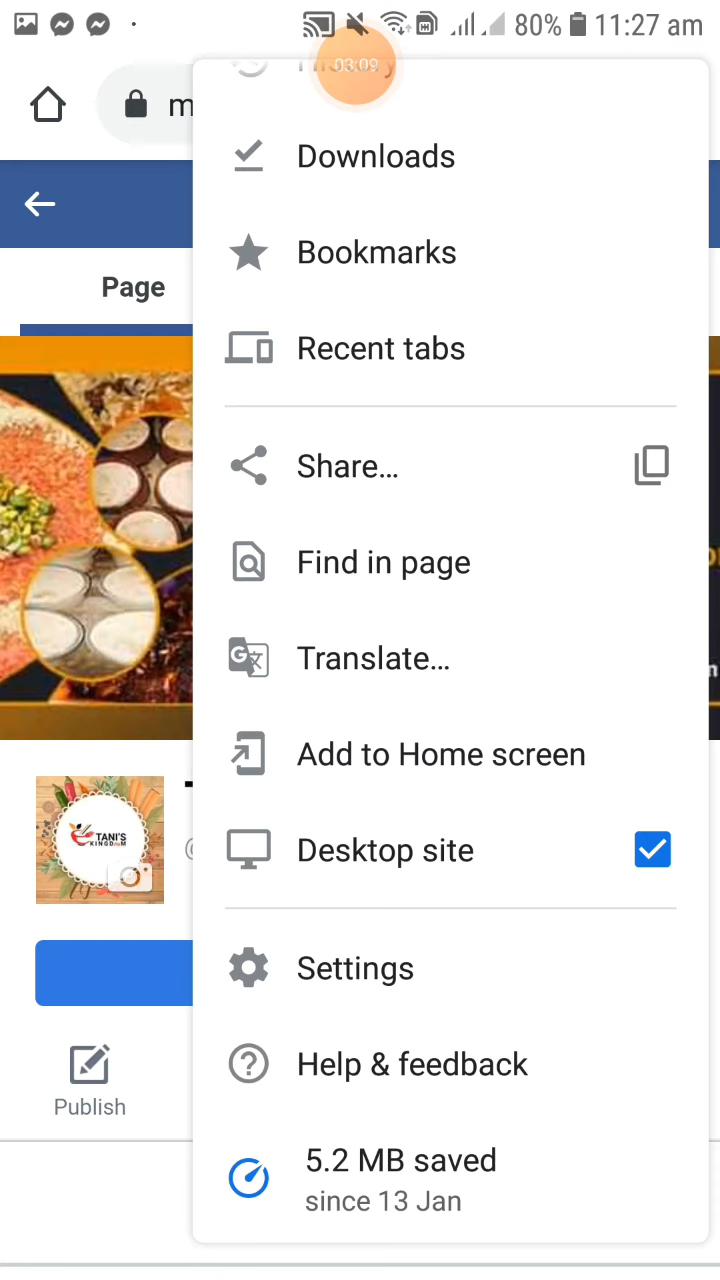 80% 11:27 am
03:09
History
m
Downloads
Bookmarks
Page
Recent tabs
Share...
Find in page
Translate...
Add to Home screen
TANI'S
KINGDOM
@
Desktop site
Settings
Help & feedback
Publish
5.2 MB saved
since 13 Jan